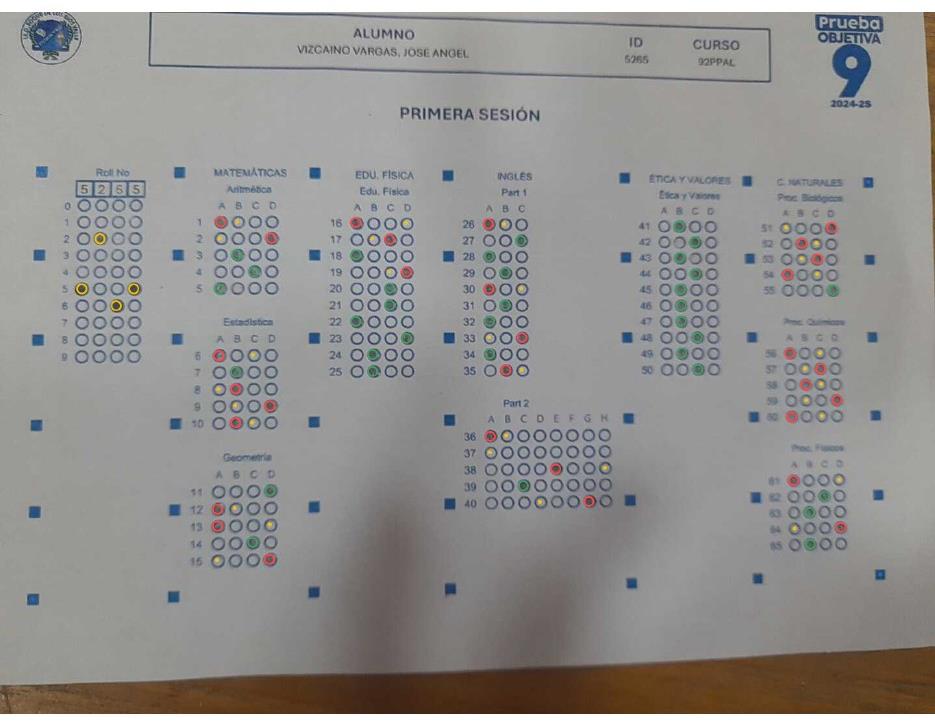 ALUMNO
VIZCAINO VARGAS, JOSE ANGEL
ID
5265
CURSO
92PPAL
Prueba
OBJETIVA
9
2024-2S
PRIMERA SESIÓN
Roll No
5 2 6 5
0
1
2
3
4
5
6
7
8
9
MATEMÁTICAS
Aritmética
A B C D
1
2
3
4
5
Estadística
A B C D
6
7
8
9
10
Geometría
A B C D
11
12
13
14
15
EDU. FÍSICA
Edu. Física
A B C D
16
17
18
19
20
21
22
23
24
25
INGLÉS
Part 1
A B C
26
27
28
29
30
31
32
33
34
35
Part 2
A B C D E F G H
36
37
38
39
40
ÉTICA Y VALORES
Ética y Valores
A B C D
41
42
43
44
45
46
47
48
49
50
C. NATURALES
Proc. Biológicos
A B C D
51
52
53
54
55
Proc. Químicos
A B C D
56
57
58
59
60
Proc. Físicos
A B C D
61
62
63
64
65